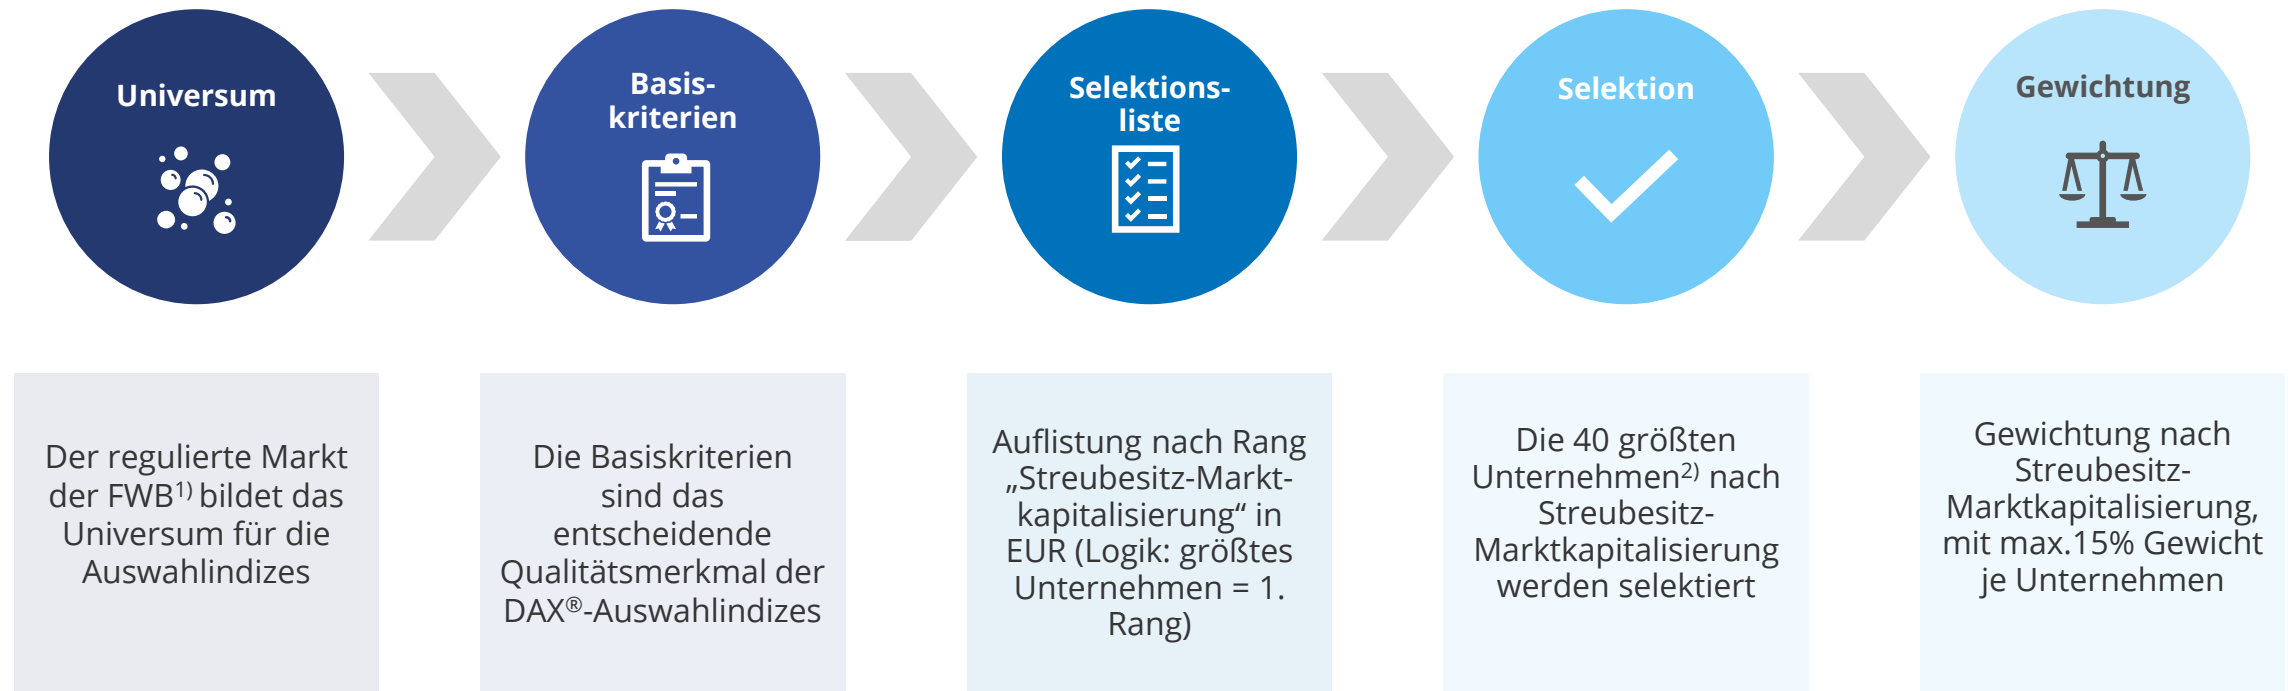 Universum
Basis-
kriterien
Selektions-
liste
Selektion
Gewichtung
Der regulierte Markt
der FWB¹⁾ bildet das
Universum für die
Auswahlindizes
Die Basiskriterien
sind das
entscheidende
Qualitätsmerkmal der
DAX®-Auswahlindizes
Auflistung nach Rang
„Streubesitz-Markt-
kapitalisierung“ in
EUR (Logik: größtes
Unternehmen = 1.
Rang)
Die 40 größten
Unternehmen²⁾ nach
Streubesitz-
Marktkapitalisierung
werden selektiert
Gewichtung nach
Streubesitz-
Marktkapitalisierung,
mit max.15% Gewicht
je Unternehmen